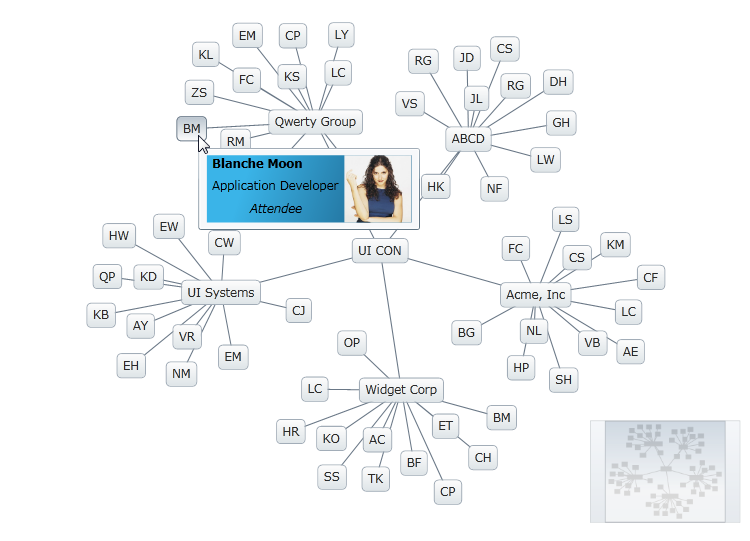 EM
CP
LY
KL
FC
KS
LC
ZS
BM
RM
Qwerty Group
Blanche Moon
Application Developer
Attendee
RG
JD
CS
VS
JL
RG
DH
ABCD
GH
LW
HK
NF
UI CON
HW
EW
CW
QP
KD
UI Systems
KB
AY
VR
CJ
EH
NM
EM
LS
FC
CS
KM
CF
Acme, Inc
BG
NL
LC
HP
VB
AE
SH
OP
LC
Widget Corp
HR
KO
AC
ET
BM
SS
TK
BF
CH
CP